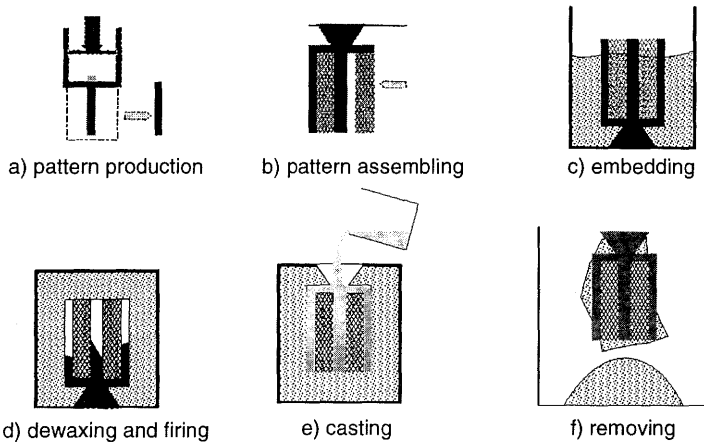 a) pattern production
b) pattern assembling
c) embedding
d) dewaxing and firing
e) casting
f) removing